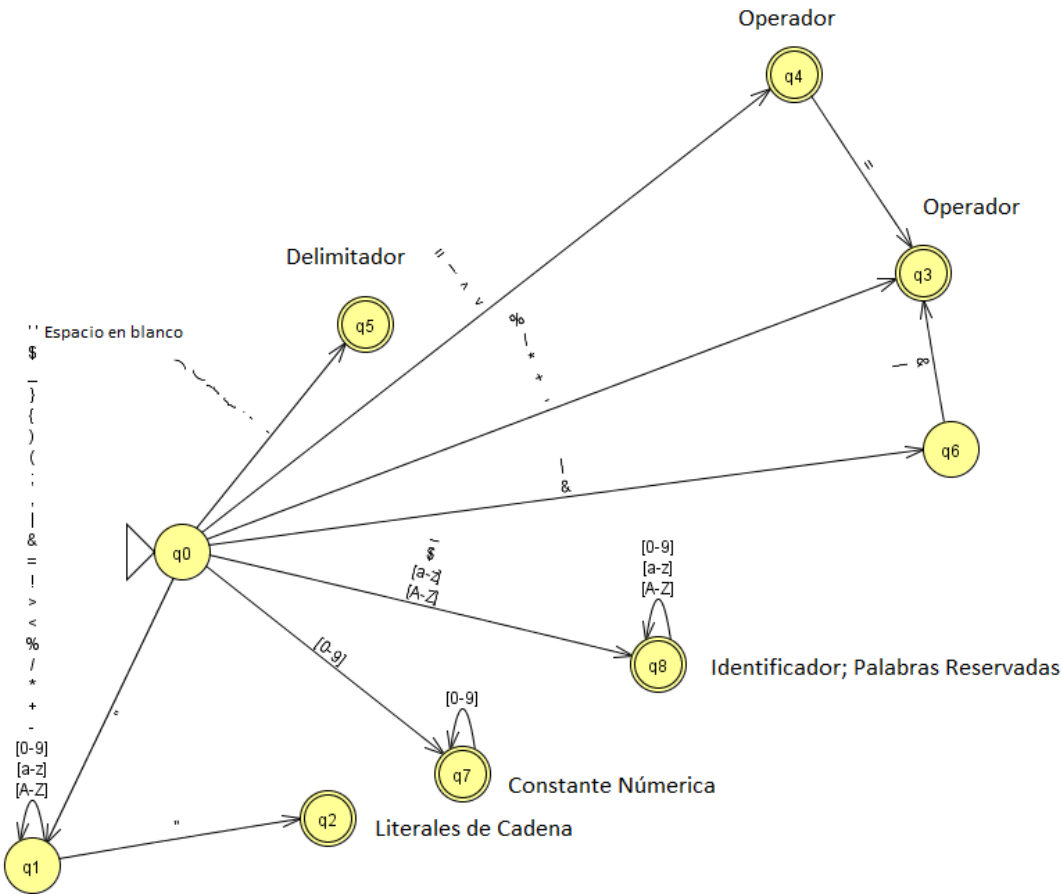 Operador
q4
=
Operador
q3
Delimitador
q5
=
!
>
<
' ' Espacio en blanco
$
_
}
{
)
(
;
,
|
&
=
!
>
<
%
/
*
+
-
[0-9]
[a-z]
[A-Z]
%
/
*
+
-
&
|
q6
|
&
q0
_
$
[a-z]
[A-Z]
[0-9]
[a-z]
[A-Z]
q8
Identificador; Palabras Reservadas
[0-9]
[0-9]
q7
Constante Númerica
"
"
q2
Literales de Cadena
q1